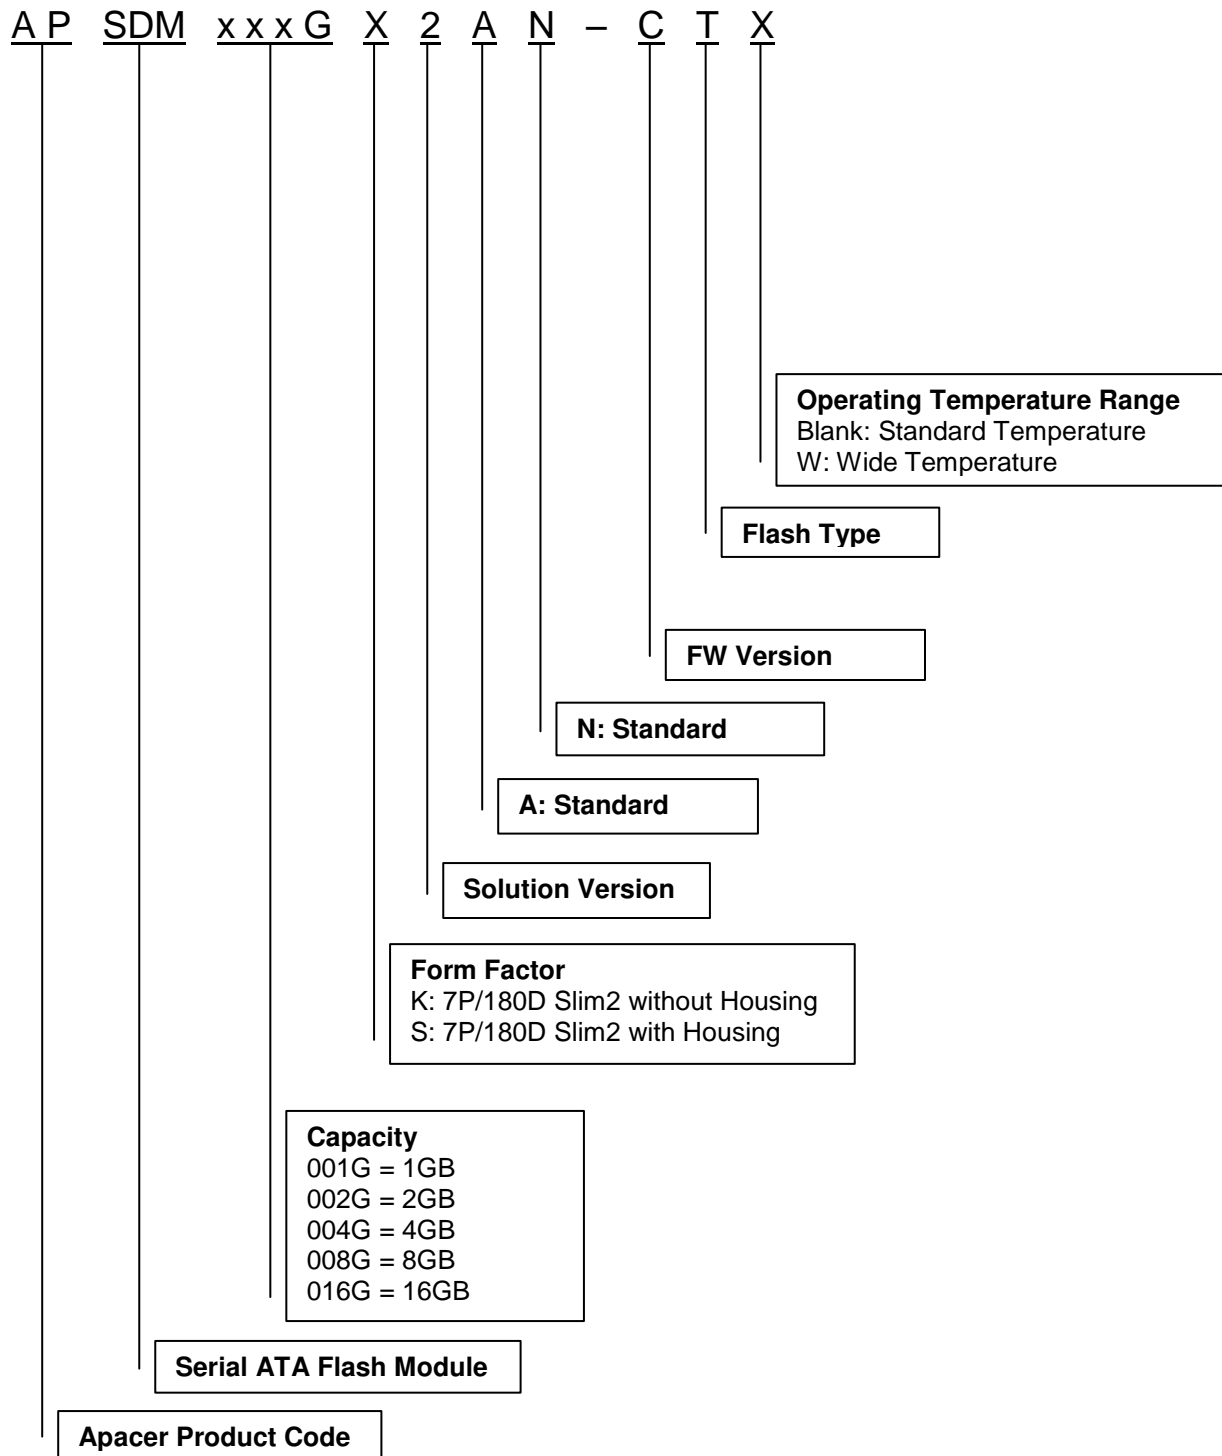 A P SDM x x x G X 2 A N – C T X
Operating Temperature Range
Blank: Standard Temperature
W: Wide Temperature
Flash Type
FW Version
N: Standard
A: Standard
Solution Version
Form Factor
K: 7P/180D Slim2 without Housing
S: 7P/180D Slim2 with Housing
Capacity
001G = 1GB
002G = 2GB
004G = 4GB
008G = 8GB
016G = 16GB
Serial ATA Flash Module
Apacer Product Code